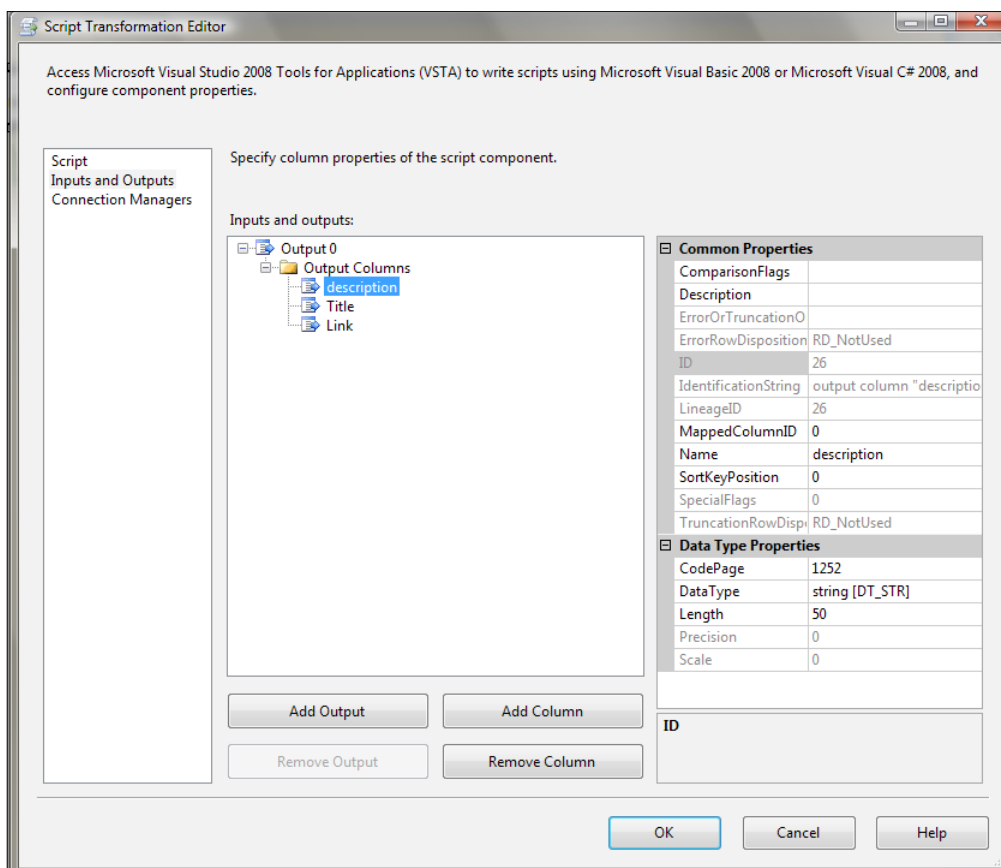 Script Transformation Editor
Access Microsoft Visual Studio 2008 Tools for Applications (VSTA) to write scripts using Microsoft Visual Basic 2008 or Microsoft Visual C# 2008, and
configure component properties.
Script
Inputs and Outputs
Connection Managers
Specify column properties of the script component.
Inputs and outputs:
Output 0
Output Columns
description
Title
Link
Common Properties
ComparisonFlags
Description
ErrorOrTruncationO
ErrorRowDisposition RD_NotUsed
ID 26
IdentificationString output column "descriptio
LineageID 26
MappedColumnID 0
Name description
SortKeyPosition 0
SpecialFlags 0
TruncationRowDisp RD_NotUsed
Data Type Properties
CodePage 1252
DataType string [DT_STR]
Length 50
Precision 0
Scale 0
Add Output Add Column
Remove Output Remove Column
ID
OK Cancel Help